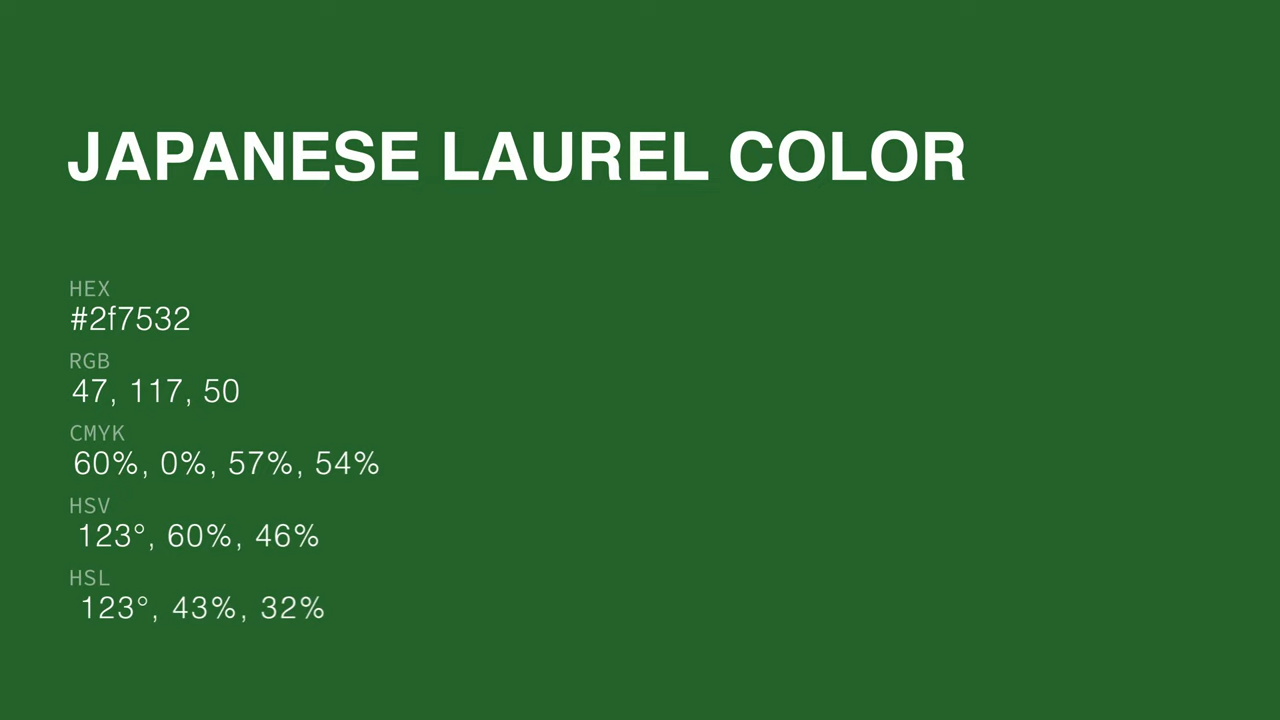 JAPANESE LAUREL COLOR
HEX
#2f7532
RGB
47, 117, 50
CMYK
60%, 0%, 57%, 54%
HSV
123°, 60%, 46%
HSL
123°, 43%, 32%